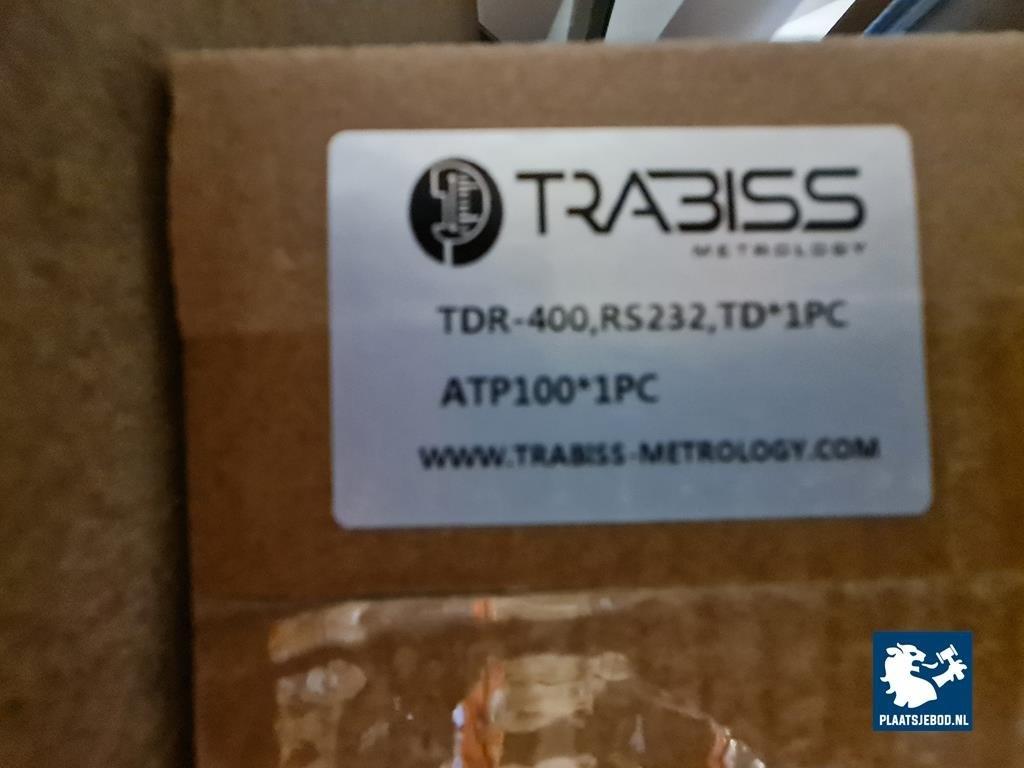 TRABISS
METROLOGY
TDR-400,RS232,TD*1PC
ATP100*1PC
WWW.TRABISS-METROLOGY.COM
PLAATSJEBOD.NL